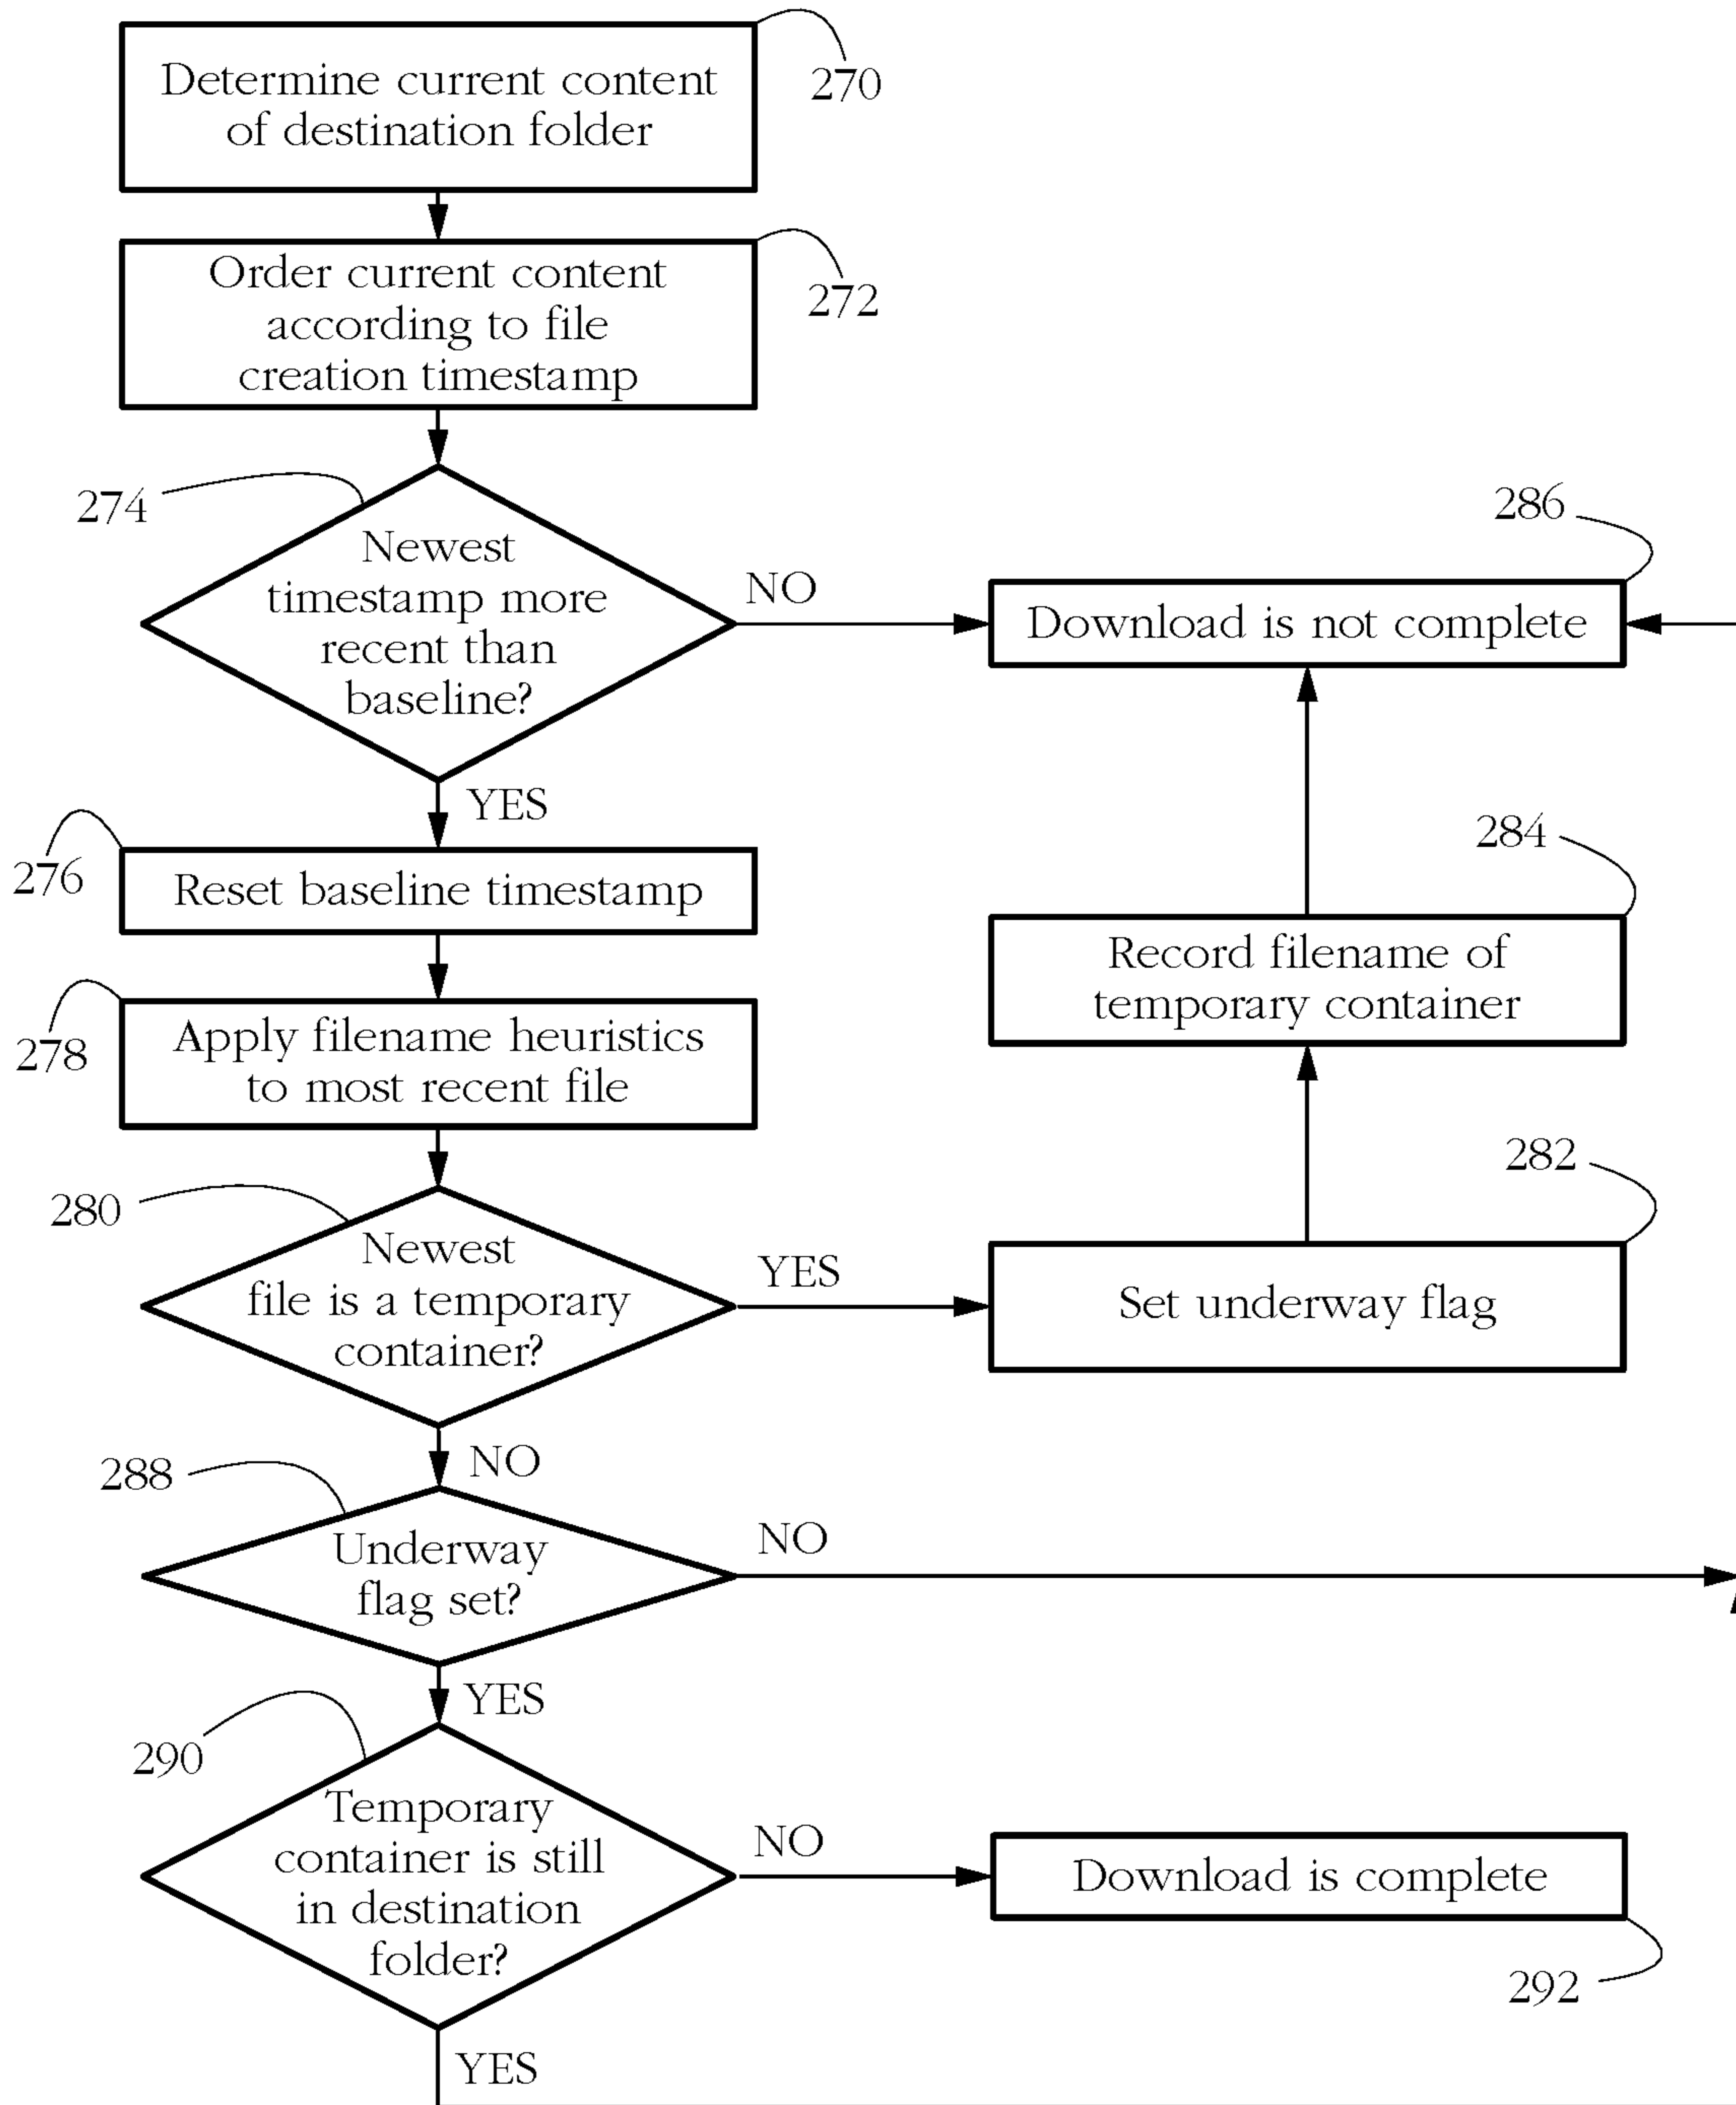 Determine current content
of destination folder
270
Order current content
according to file
creation timestamp
272
274
Newest
timestamp more
recent than
baseline?
NO
286
Download is not complete
YES
276
Reset baseline timestamp
284
Record filename of
temporary container
278
Apply filename heuristics
to most recent file
282
280
Newest
file is a temporary
container?
YES
Set underway flag
NO
288
Underway
flag set?
NO
YES
290
Temporary
container is still
in destination
folder?
NO
Download is complete
292
YES